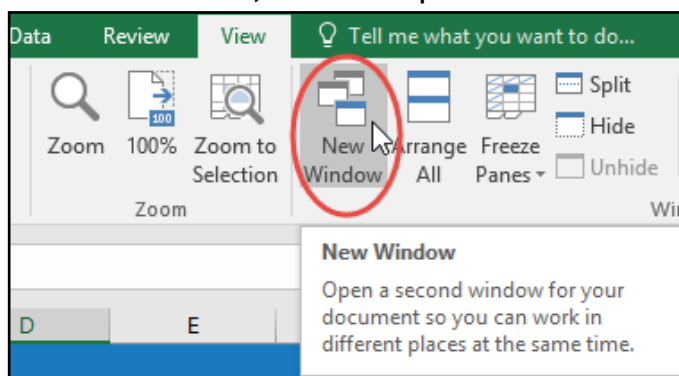 Data Review View Tell me what you want to do...
Split
Hide
Unhide
Zoom 100% Zoom to Selection
New Window Arrange All Freeze Panes
Zoom
New Window
Open a second window for your
document so you can work in
different places at the same time.
D E